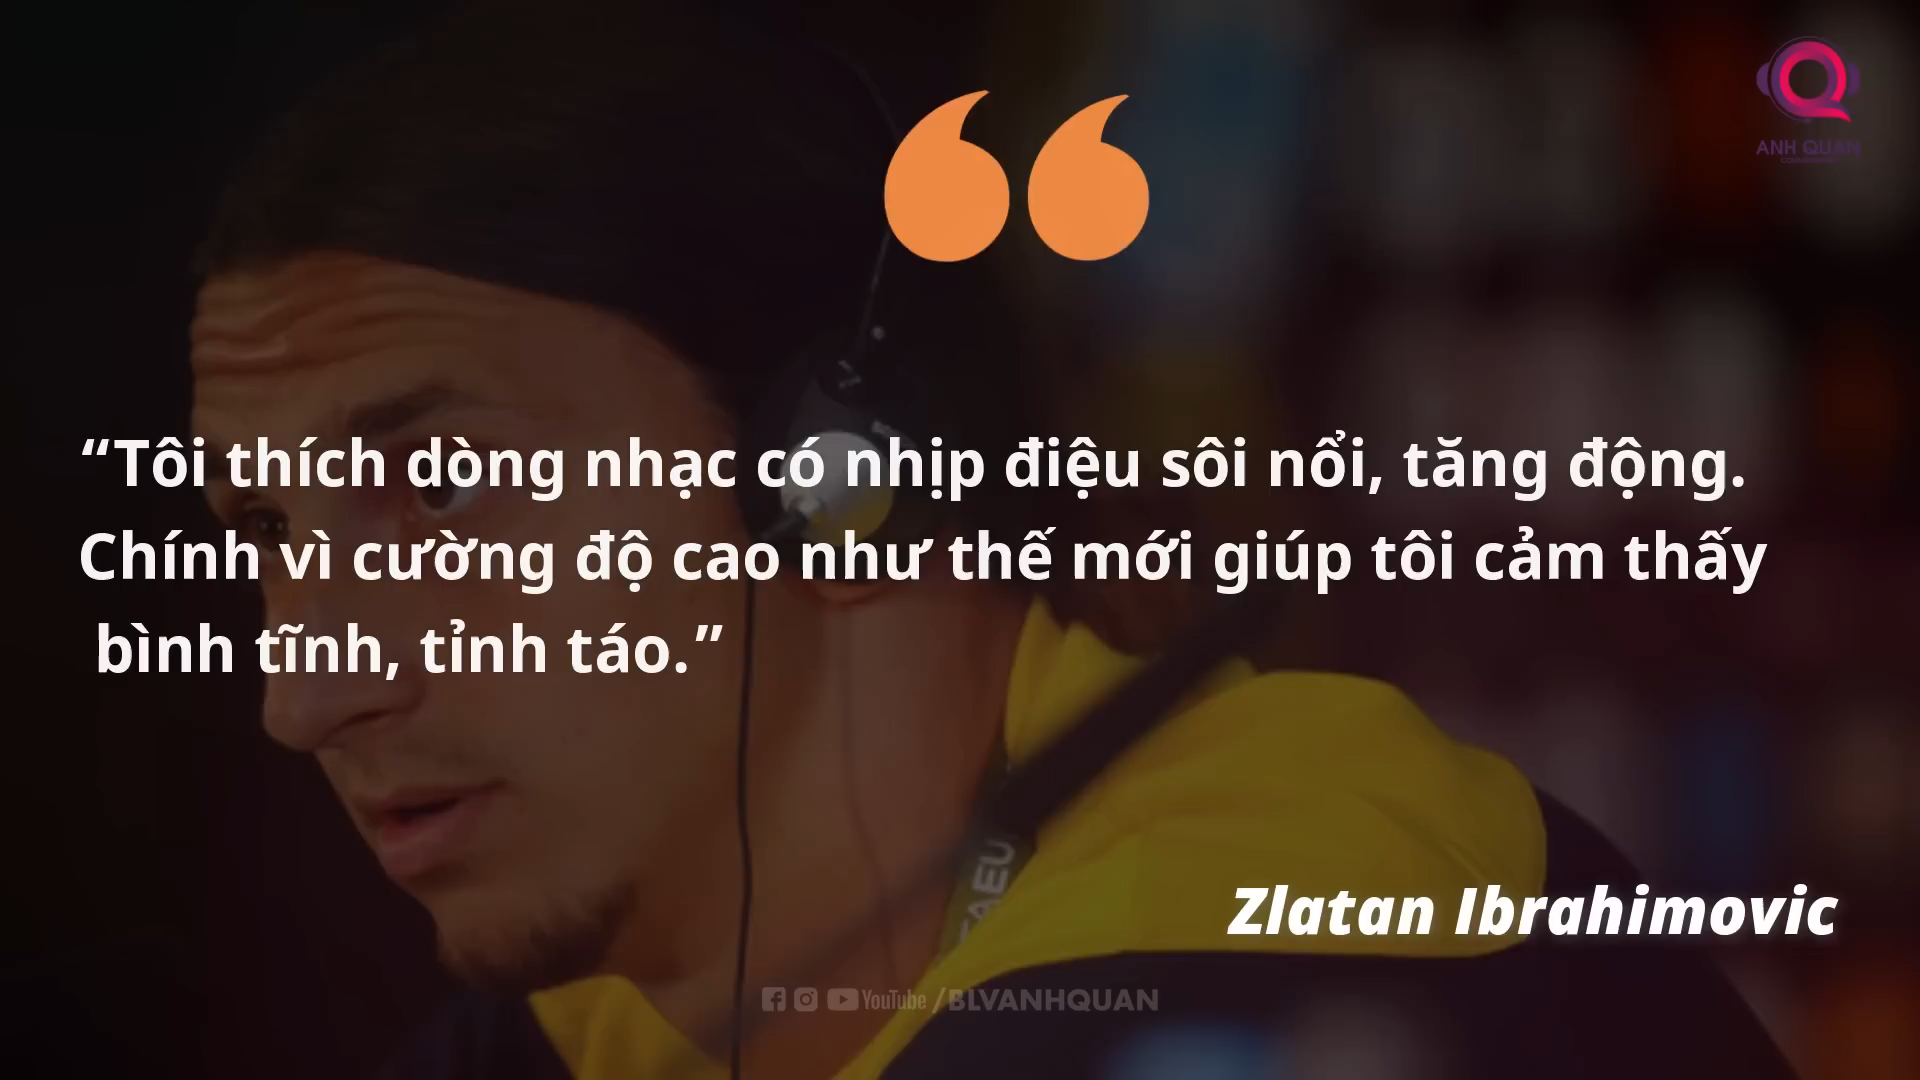 ANH QUAN
“Tôi thích dòng nhạc có nhịp điệu sôi nổi, tăng động.
Chính vì cường độ cao như thế mới giúp tôi cảm thấy
bình tĩnh, tỉnh táo.”
Zlatan Ibrahimovic
YouTube /BLVANHQUAN